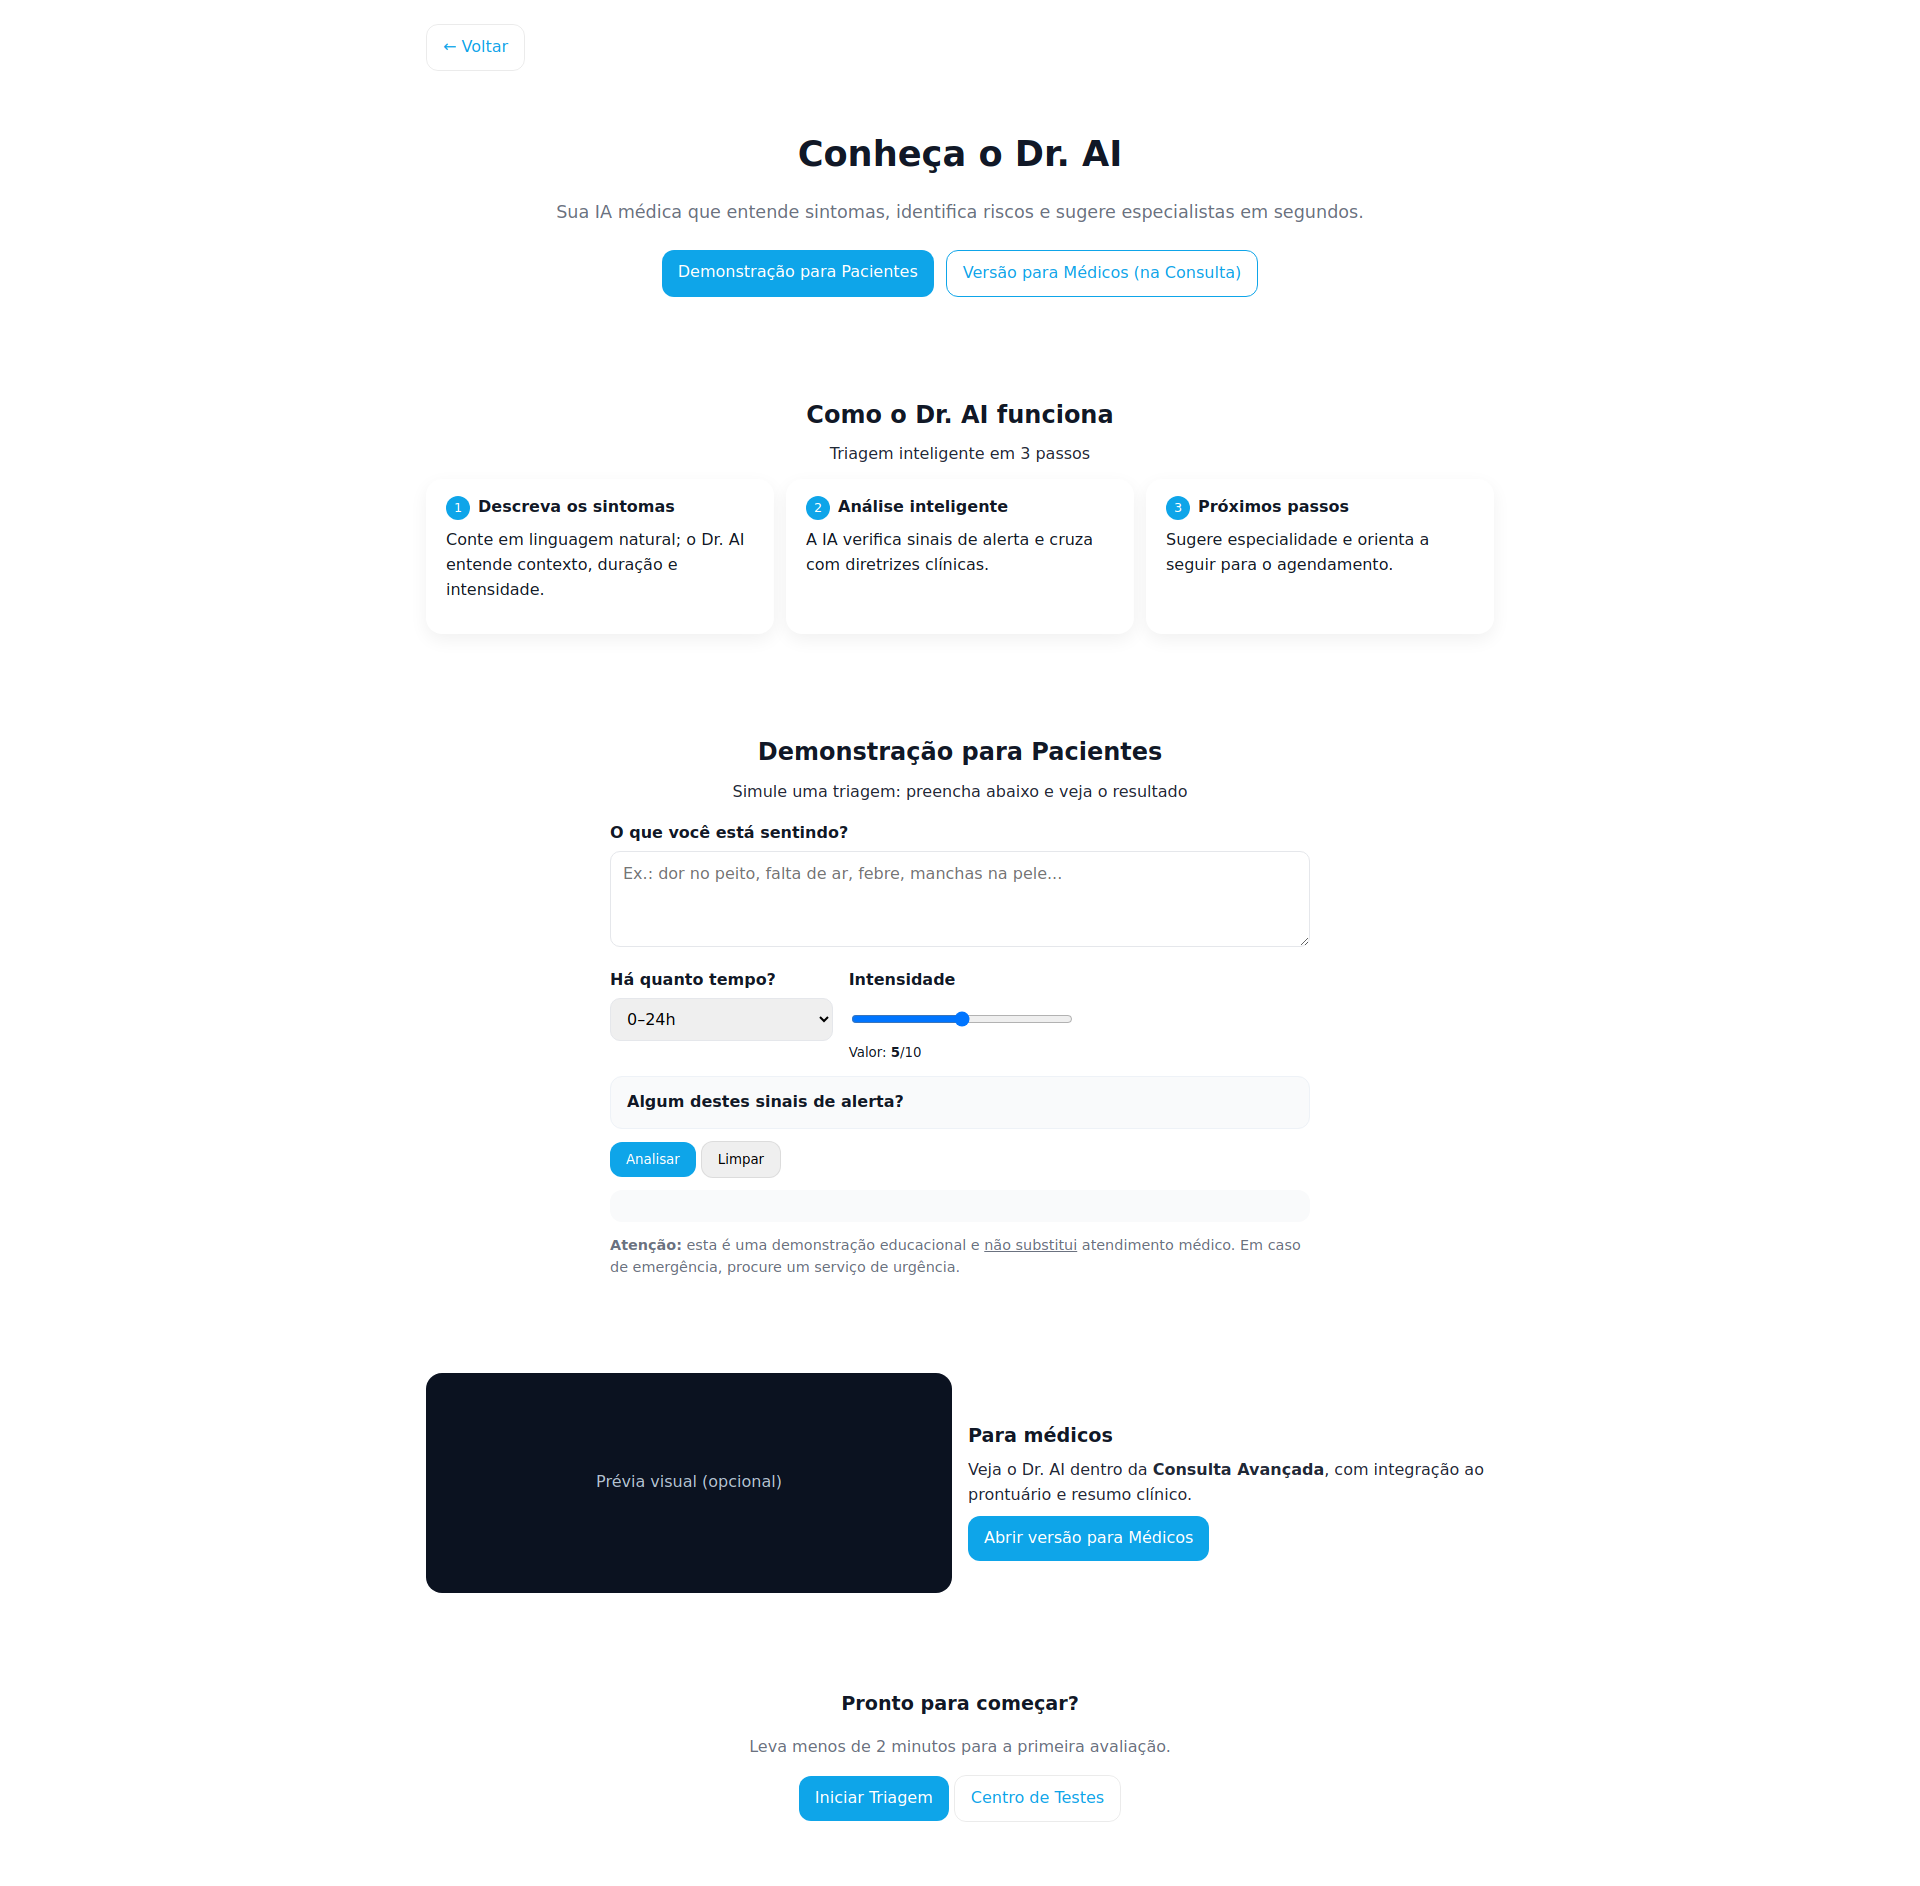 ← Voltar
Conheça o Dr. AI
Sua IA médica que entende sintomas, identifica riscos e sugere especialistas em segundos.
Demonstração para Pacientes
Versão para Médicos (na Consulta)
Como o Dr. AI funciona
Triagem inteligente em 3 passos
1 Descreva os sintomas
Conte em linguagem natural; o Dr. AI
entende contexto, duração e
intensidade.
2 Análise inteligente
A IA verifica sinais de alerta e cruza
com diretrizes clínicas.
3 Próximos passos
Sugere especialidade e orienta a
seguir para o agendamento.
Demonstração para Pacientes
Simule uma triagem: preencha abaixo e veja o resultado
O que você está sentindo?
Ex.: dor no peito, falta de ar, febre, manchas na pele...
Há quanto tempo?
0–24h
Intensidade
Valor: 5/10
Algum destes sinais de alerta?
Analisar
Limpar
Atenção: esta é uma demonstração educacional e não substitui atendimento médico. Em caso
de emergência, procure um serviço de urgência.
Prévia visual (opcional)
Para médicos
Veja o Dr. AI dentro da Consulta Avançada, com integração ao
prontuário e resumo clínico.
Abrir versão para Médicos
Pronto para começar?
Leva menos de 2 minutos para a primeira avaliação.
Iniciar Triagem
Centro de Testes